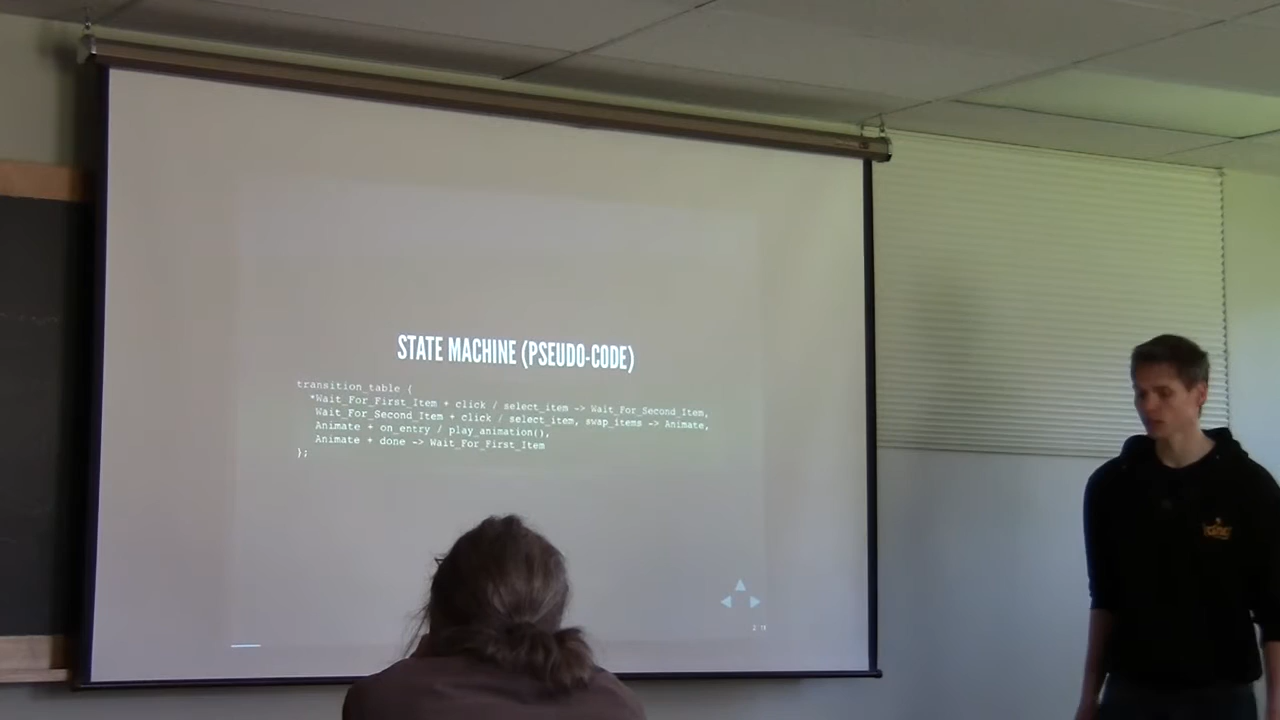 STATE MACHINE (PSEUDO-CODE)
transition_table {
*Wait_For_First_Item + click / select_item -> Wait_For_Second_Item,
Wait_For_Second_Item + click / select_item, swap_items -> Animate,
Animate + on_entry / play_animation(),
Animate + done -> Wait_For_First_Item
};